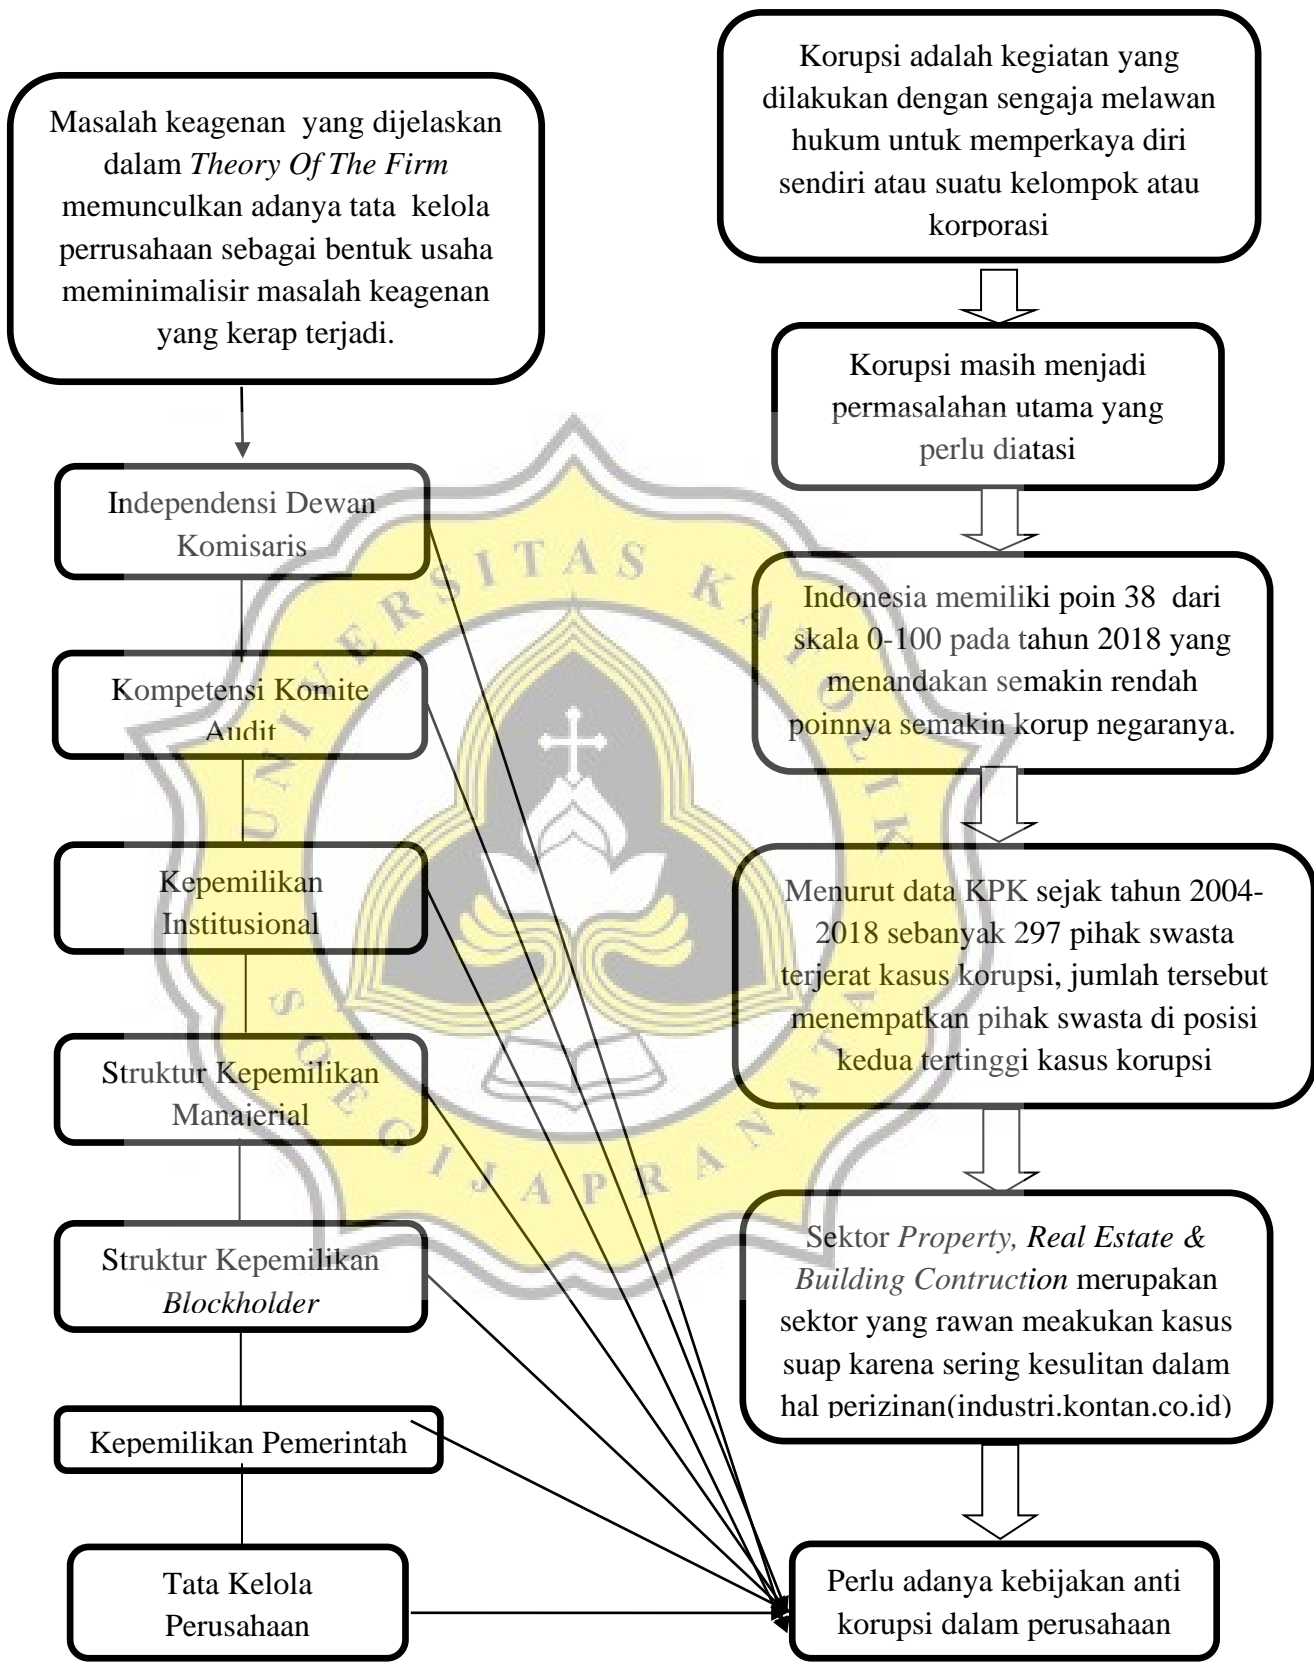 Masalah keagenan yang dijelaskan
dalam Theory Of The Firm
memunculkan adanya tata kelola
perrusahaan sebagai bentuk usaha
meminimalisir masalah keagenan
yang kerap terjadi.
Independensi Dewan
Komisaris
Kompetensi Komite
Audit
Kepemilikan
Institusional
Struktur Kepemilikan
Manajerial
Struktur Kepemilikan
Blockholder
Kepemilikan Pemerintah
Tata Kelola
Perusahaan
Korupsi adalah kegiatan yang
dilakukan dengan sengaja melawan
hukum untuk memperkaya diri
sendiri atau suatu kelompok atau
korporasi
Korupsi masih menjadi
permasalahan utama yang
perlu diatasi
Indonesia memiliki poin 38 dari
skala 0-100 pada tahun 2018 yang
menandakan semakin rendah
poinnya semakin korup negaranya.
Menurut data KPK sejak tahun 2004-
2018 sebanyak 297 pihak swasta
terjerat kasus korupsi, jumlah tersebut
menempatkan pihak swasta di posisi
kedua tertinggi kasus korupsi
Sektor Property, Real Estate &
Building Contruction merupakan
sektor yang rawan meakukan kasus
suap karena sering kesulitan dalam
hal perizinan(industri.kontan.co.id)
Perlu adanya kebijakan anti
korupsi dalam perusahaan
UNIVERSITAS KATOLIK
SOEGIJAPRANATA